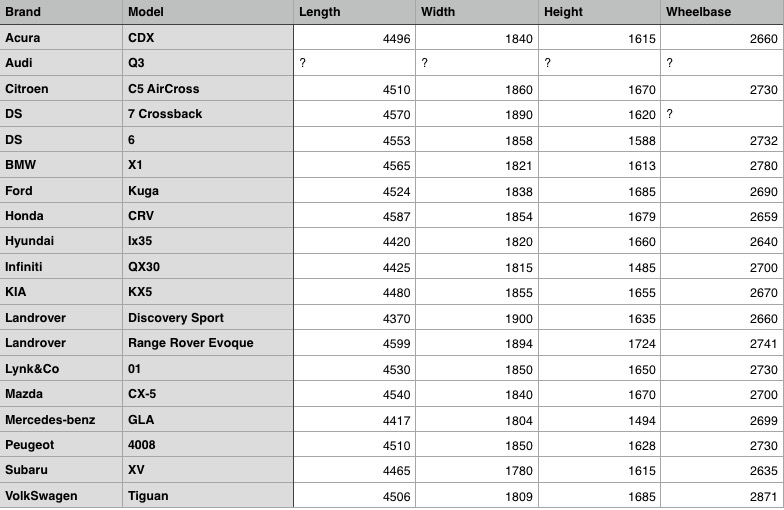 Brand Model Length Width Height Wheelbase
Acura CDX 4496 1840 1615 2660
Audi Q3 ? ? ? ?
Citroen C5 AirCross 4510 1860 1670 2730
DS 7 Crossback 4570 1890 1620 ?
DS 6 4553 1858 1588 2732
BMW X1 4565 1821 1613 2780
Ford Kuga 4524 1838 1685 2690
Honda CRV 4587 1854 1679 2659
Hyundai Ix35 4420 1820 1660 2640
Infiniti QX30 4425 1815 1485 2700
KIA KX5 4480 1855 1655 2670
Landrover Discovery Sport 4370 1900 1635 2660
Landrover Range Rover Evoque 4599 1894 1724 2741
Lynk&Co 01 4530 1850 1650 2730
Mazda CX-5 4540 1840 1670 2700
Mercedes-benz GLA 4417 1804 1494 2699
Peugeot 4008 4510 1850 1628 2730
Subaru XV 4465 1780 1615 2635
VolkSwagen Tiguan 4506 1809 1685 2871